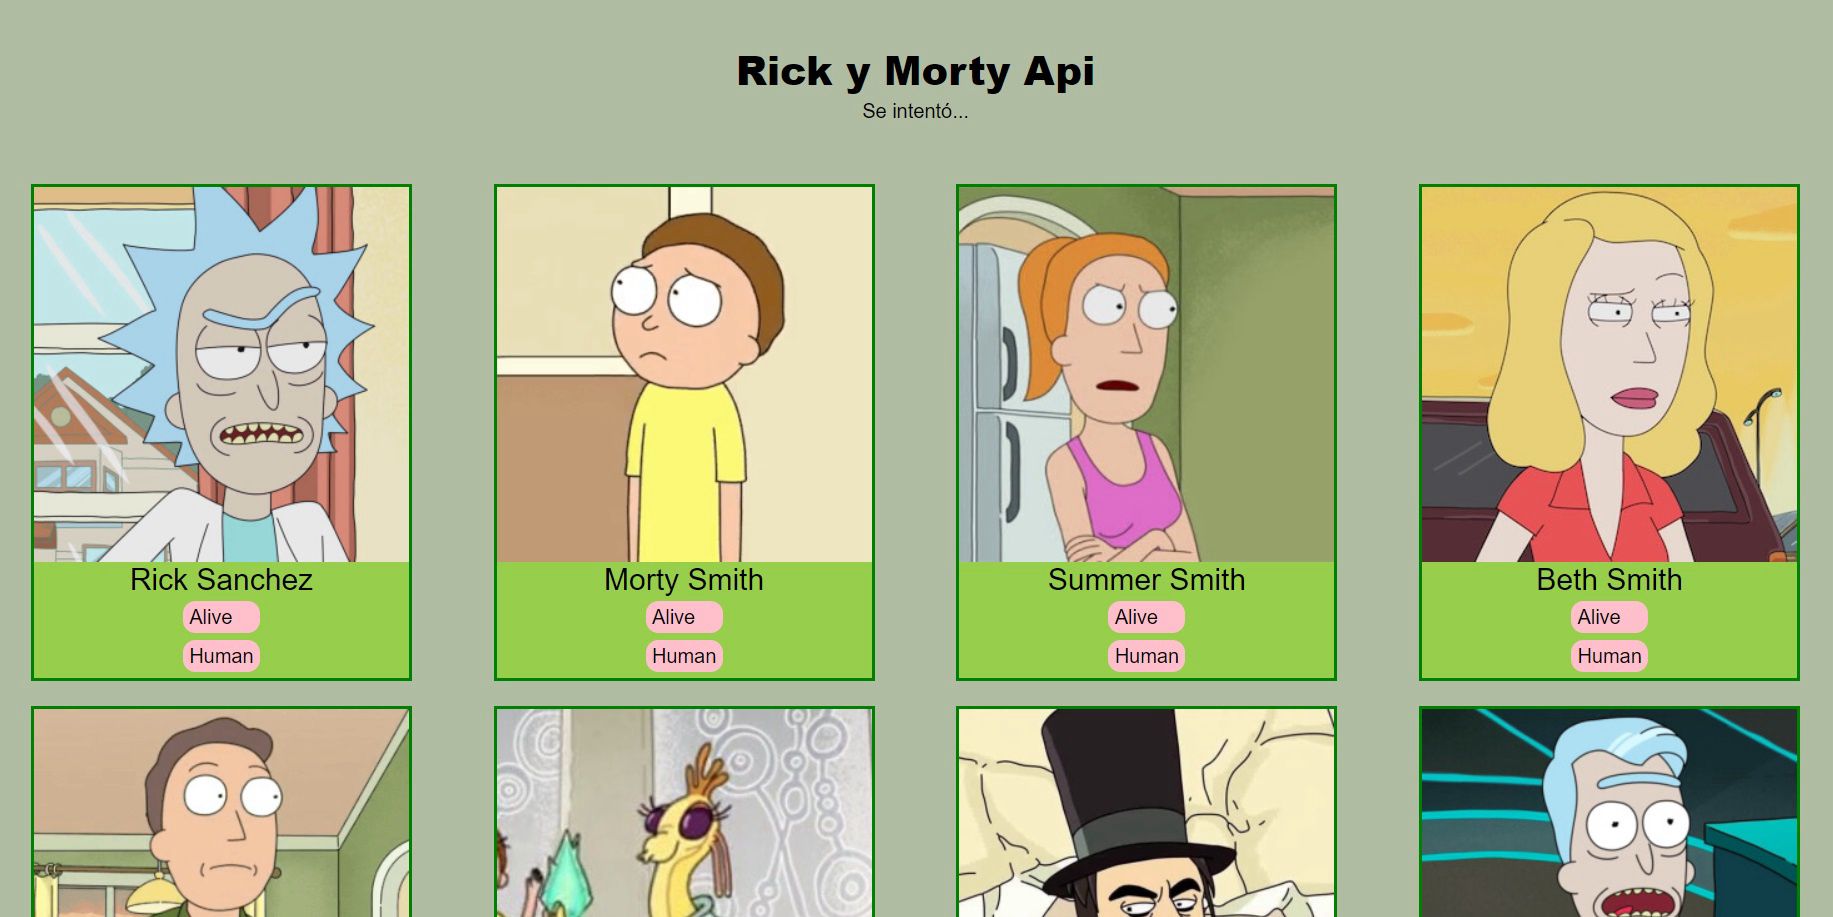 Rick y Morty Api
Se intentó...
Rick Sanchez
Alive
Human
Morty Smith
Alive
Human
Summer Smith
Alive
Human
Beth Smith
Alive
Human